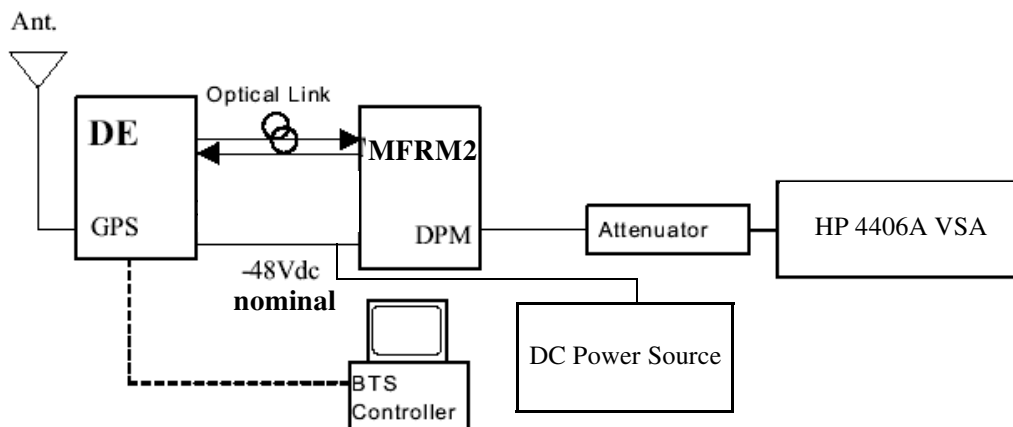 Ant.
Optical Link
DE
MFRM2
GPS
DPM
Attenuator
HP 4406A VSA
-48Vdc
nominal
DC Power Source
BTS
Controller